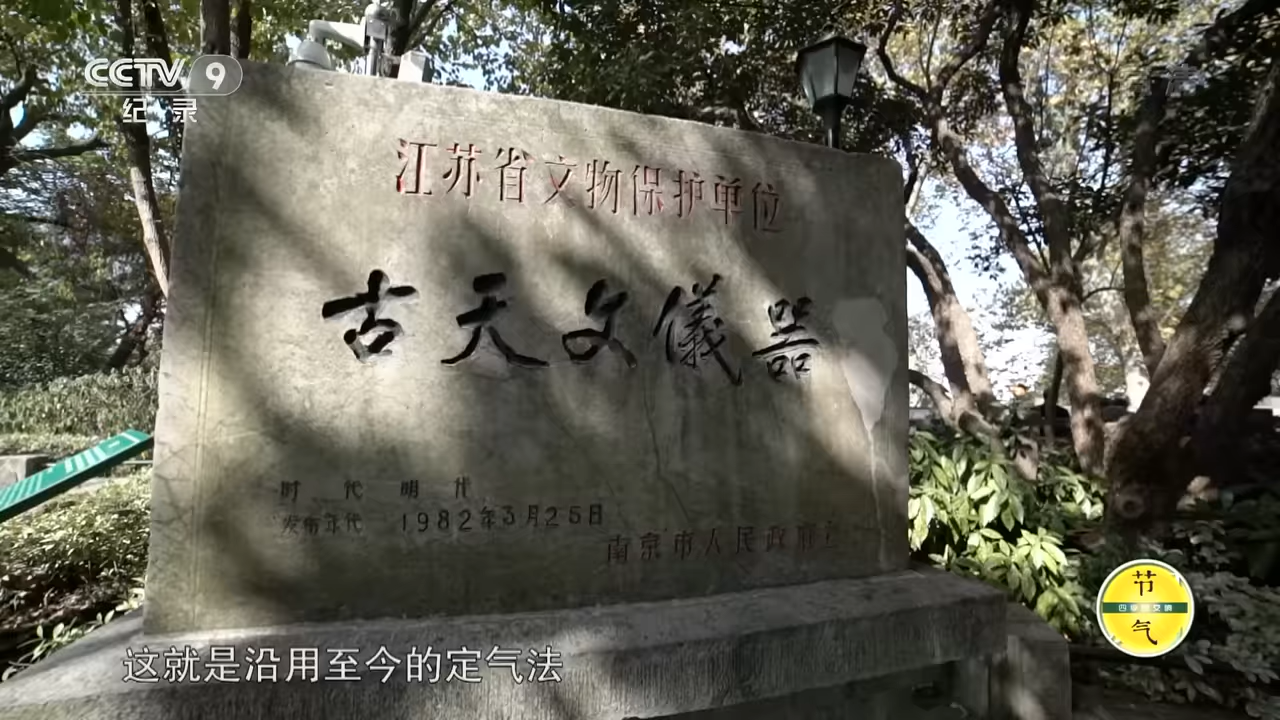 CCTV 9
纪录
江苏省文物保护单位
古天文儀器
时代 明代
发布年代 1982年3月25日
南京市人民政府立
节
气
这就是沿用至今的定气法